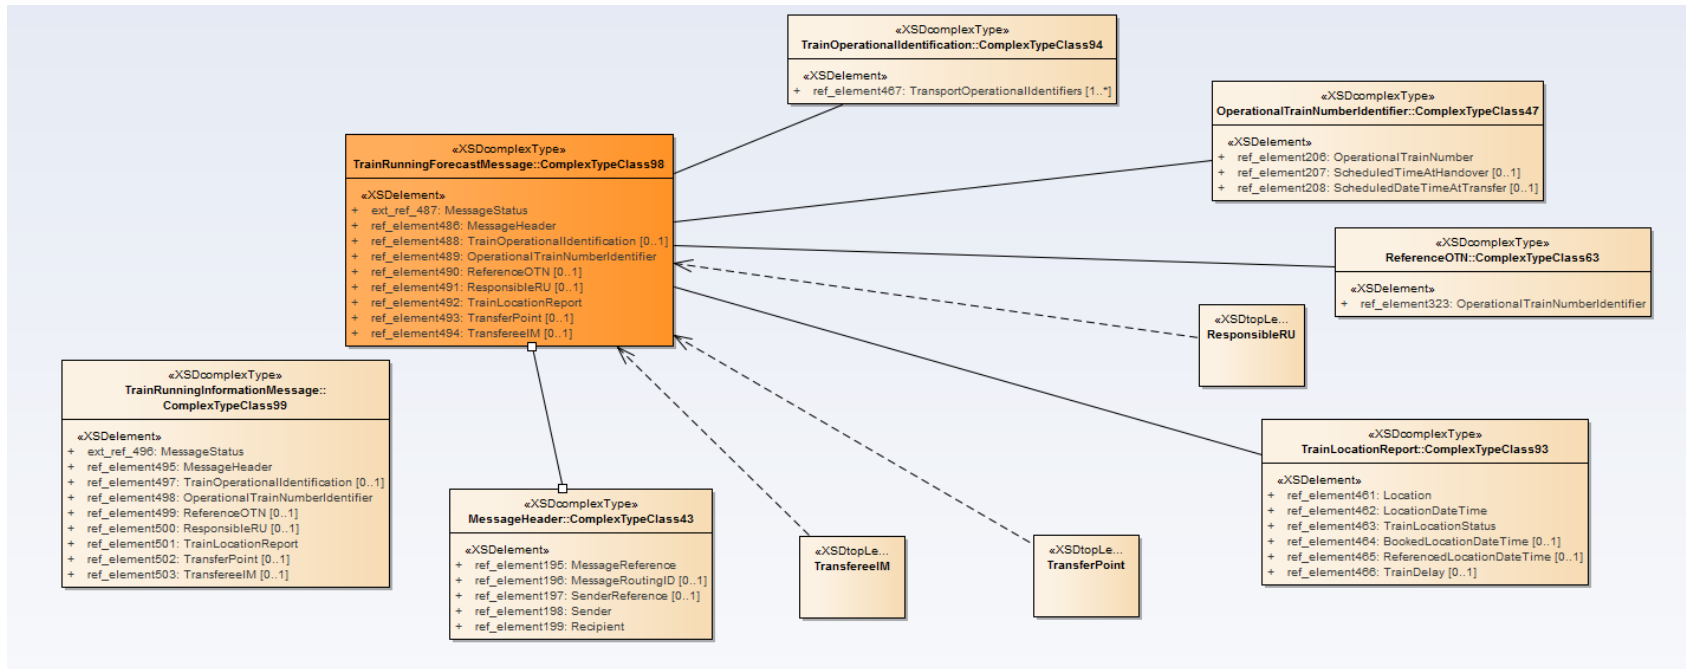 «XSDcomplexType»
TrainOperationalIdentification::ComplexTypeClass94
«XSDelement»
+ ref_element467: TransportOperationalIdentifiers [1..*]
«XSDcomplexType»
OperationalTrainNumberIdentifier::ComplexTypeClass47
«XSDelement»
+ ref_element206: OperationalTrainNumber
+ ref_element207: ScheduledTimeAtHandover [0..1]
+ ref_element208: ScheduledDateTimeAtTransfer [0..1]
«XSDcomplexType»
TrainRunningForecastMessage::ComplexTypeClass98
«XSDelement»
+ ext_ref_487: MessageStatus
+ ref_element486: MessageHeader
+ ref_element488: TrainOperationalIdentification [0..1]
+ ref_element489: OperationalTrainNumberIdentifier
+ ref_element490: ReferenceOTN [0..1]
+ ref_element491: ResponsibleRU [0..1]
+ ref_element492: TrainLocationReport
+ ref_element493: TransferPoint [0..1]
+ ref_element494: TransfereeIM [0..1]
«XSDcomplexType»
ReferenceOTN::ComplexTypeClass63
«XSDelement»
+ ref_element323: OperationalTrainNumberIdentifier
«XSDtopLe...
ResponsibleRU
«XSDcomplexType»
TrainRunningInformationMessage::
ComplexTypeClass99
«XSDelement»
+ ext_ref_496: MessageStatus
+ ref_element495: MessageHeader
+ ref_element497: TrainOperationalIdentification [0..1]
+ ref_element498: OperationalTrainNumberIdentifier
+ ref_element499: ReferenceOTN [0..1]
+ ref_element500: ResponsibleRU [0..1]
+ ref_element501: TrainLocationReport
+ ref_element502: TransferPoint [0..1]
+ ref_element503: TransfereeIM [0..1]
«XSDcomplexType»
TrainLocationReport::ComplexTypeClass93
«XSDelement»
+ ref_element461: Location
+ ref_element462: LocationDateTime
+ ref_element463: TrainLocationStatus
+ ref_element464: BookedLocationDateTime [0..1]
+ ref_element465: ReferencedLocationDateTime [0..1]
+ ref_element466: TrainDelay [0..1]
«XSDcomplexType»
MessageHeader::ComplexTypeClass43
«XSDelement»
+ ref_element195: MessageReference
+ ref_element196: MessageRoutingID [0..1]
+ ref_element197: SenderReference [0..1]
+ ref_element198: Sender
+ ref_element199: Recipient
«XSDtopLe...
TransfereeIM
«XSDtopLe...
TransferPoint